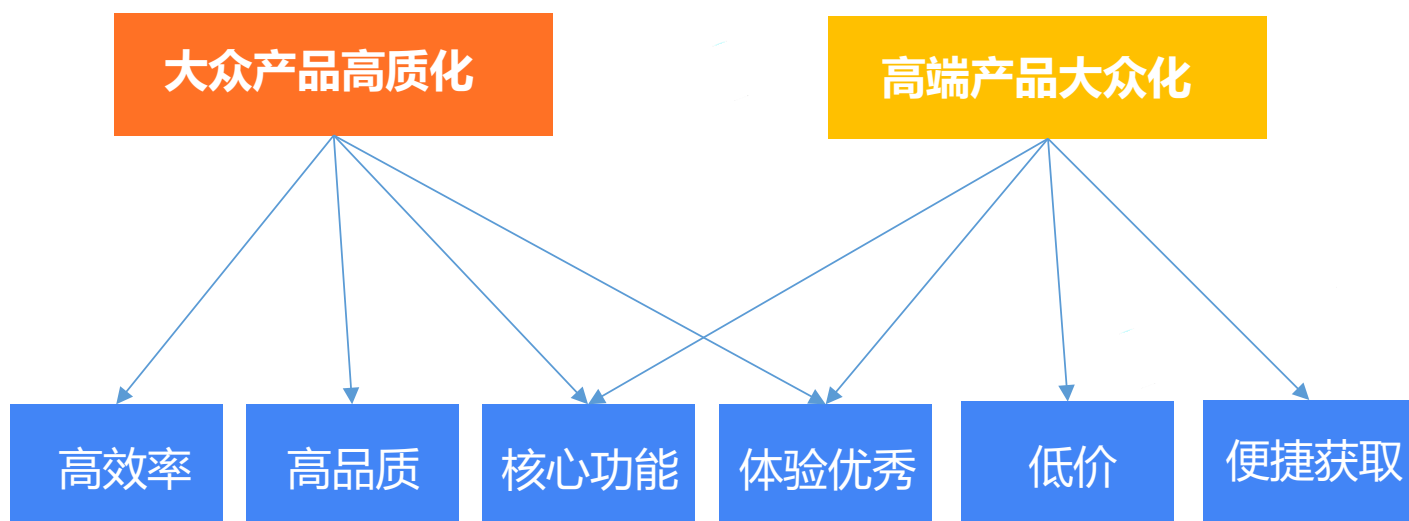 大众产品高质化
高端产品大众化
高效率
高品质
核心功能
体验优秀
低价
便捷获取